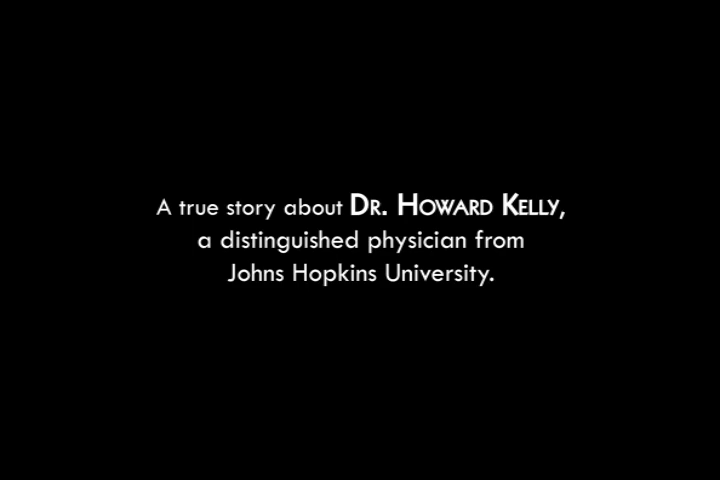 A true story about DR. HOWARD KELLY,
a distinguished physician from
Johns Hopkins University.